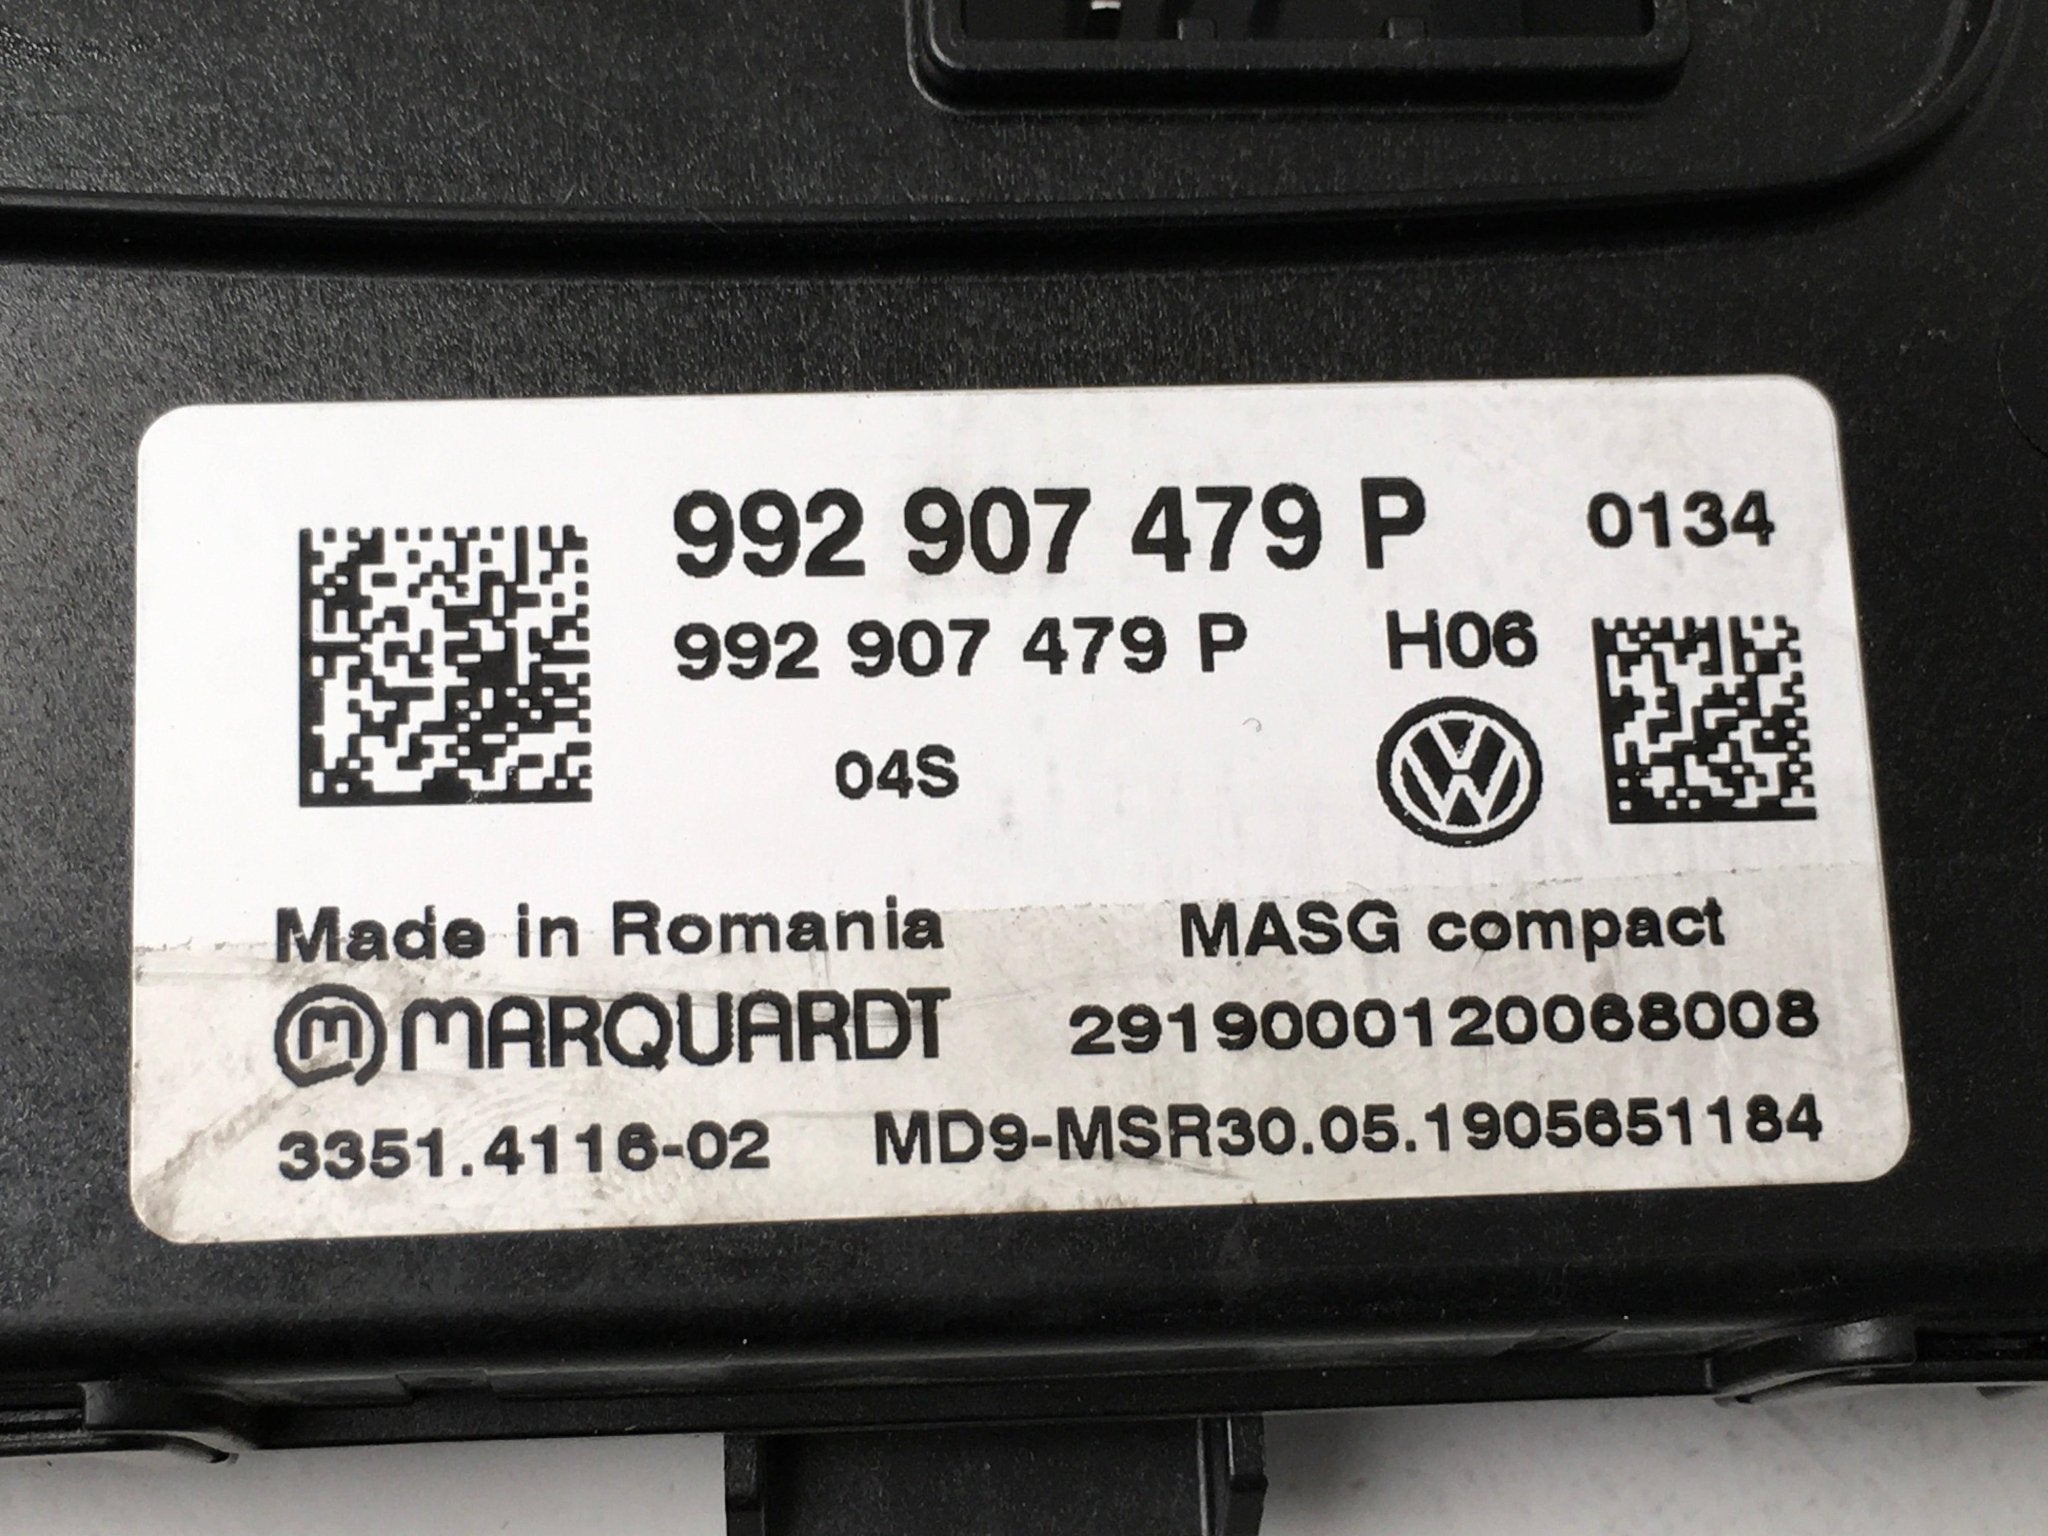 992 907 479 P 0134
992 907 479 P H06
04S
Made in Romania MASG compact
MARQUARDT 2919000120068008
3351.4116-02 MD9-MSR30.05.1905651184